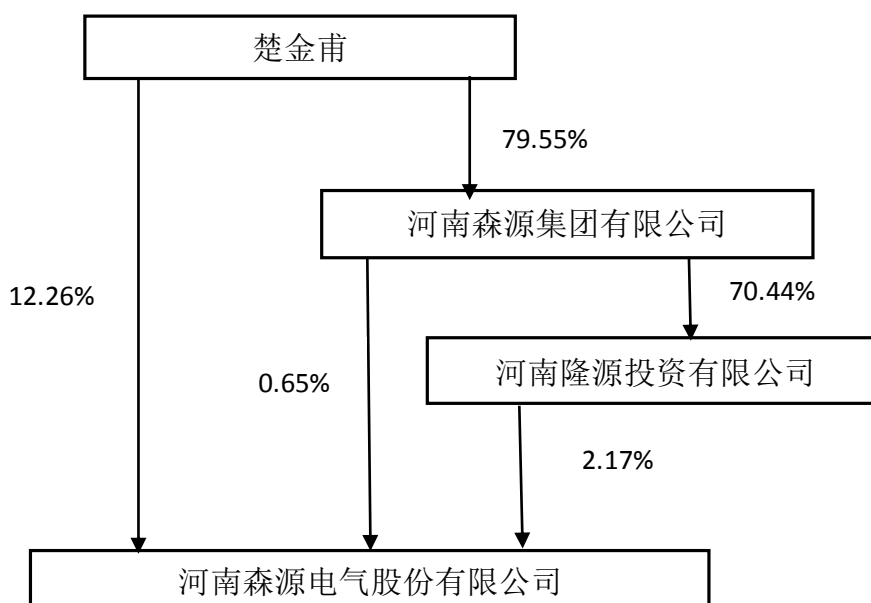 楚金甫
79.55%
河南森源集团有限公司
12.26%
70.44%
0.65%
河南隆源投资有限公司
2.17%
河南森源电气股份有限公司